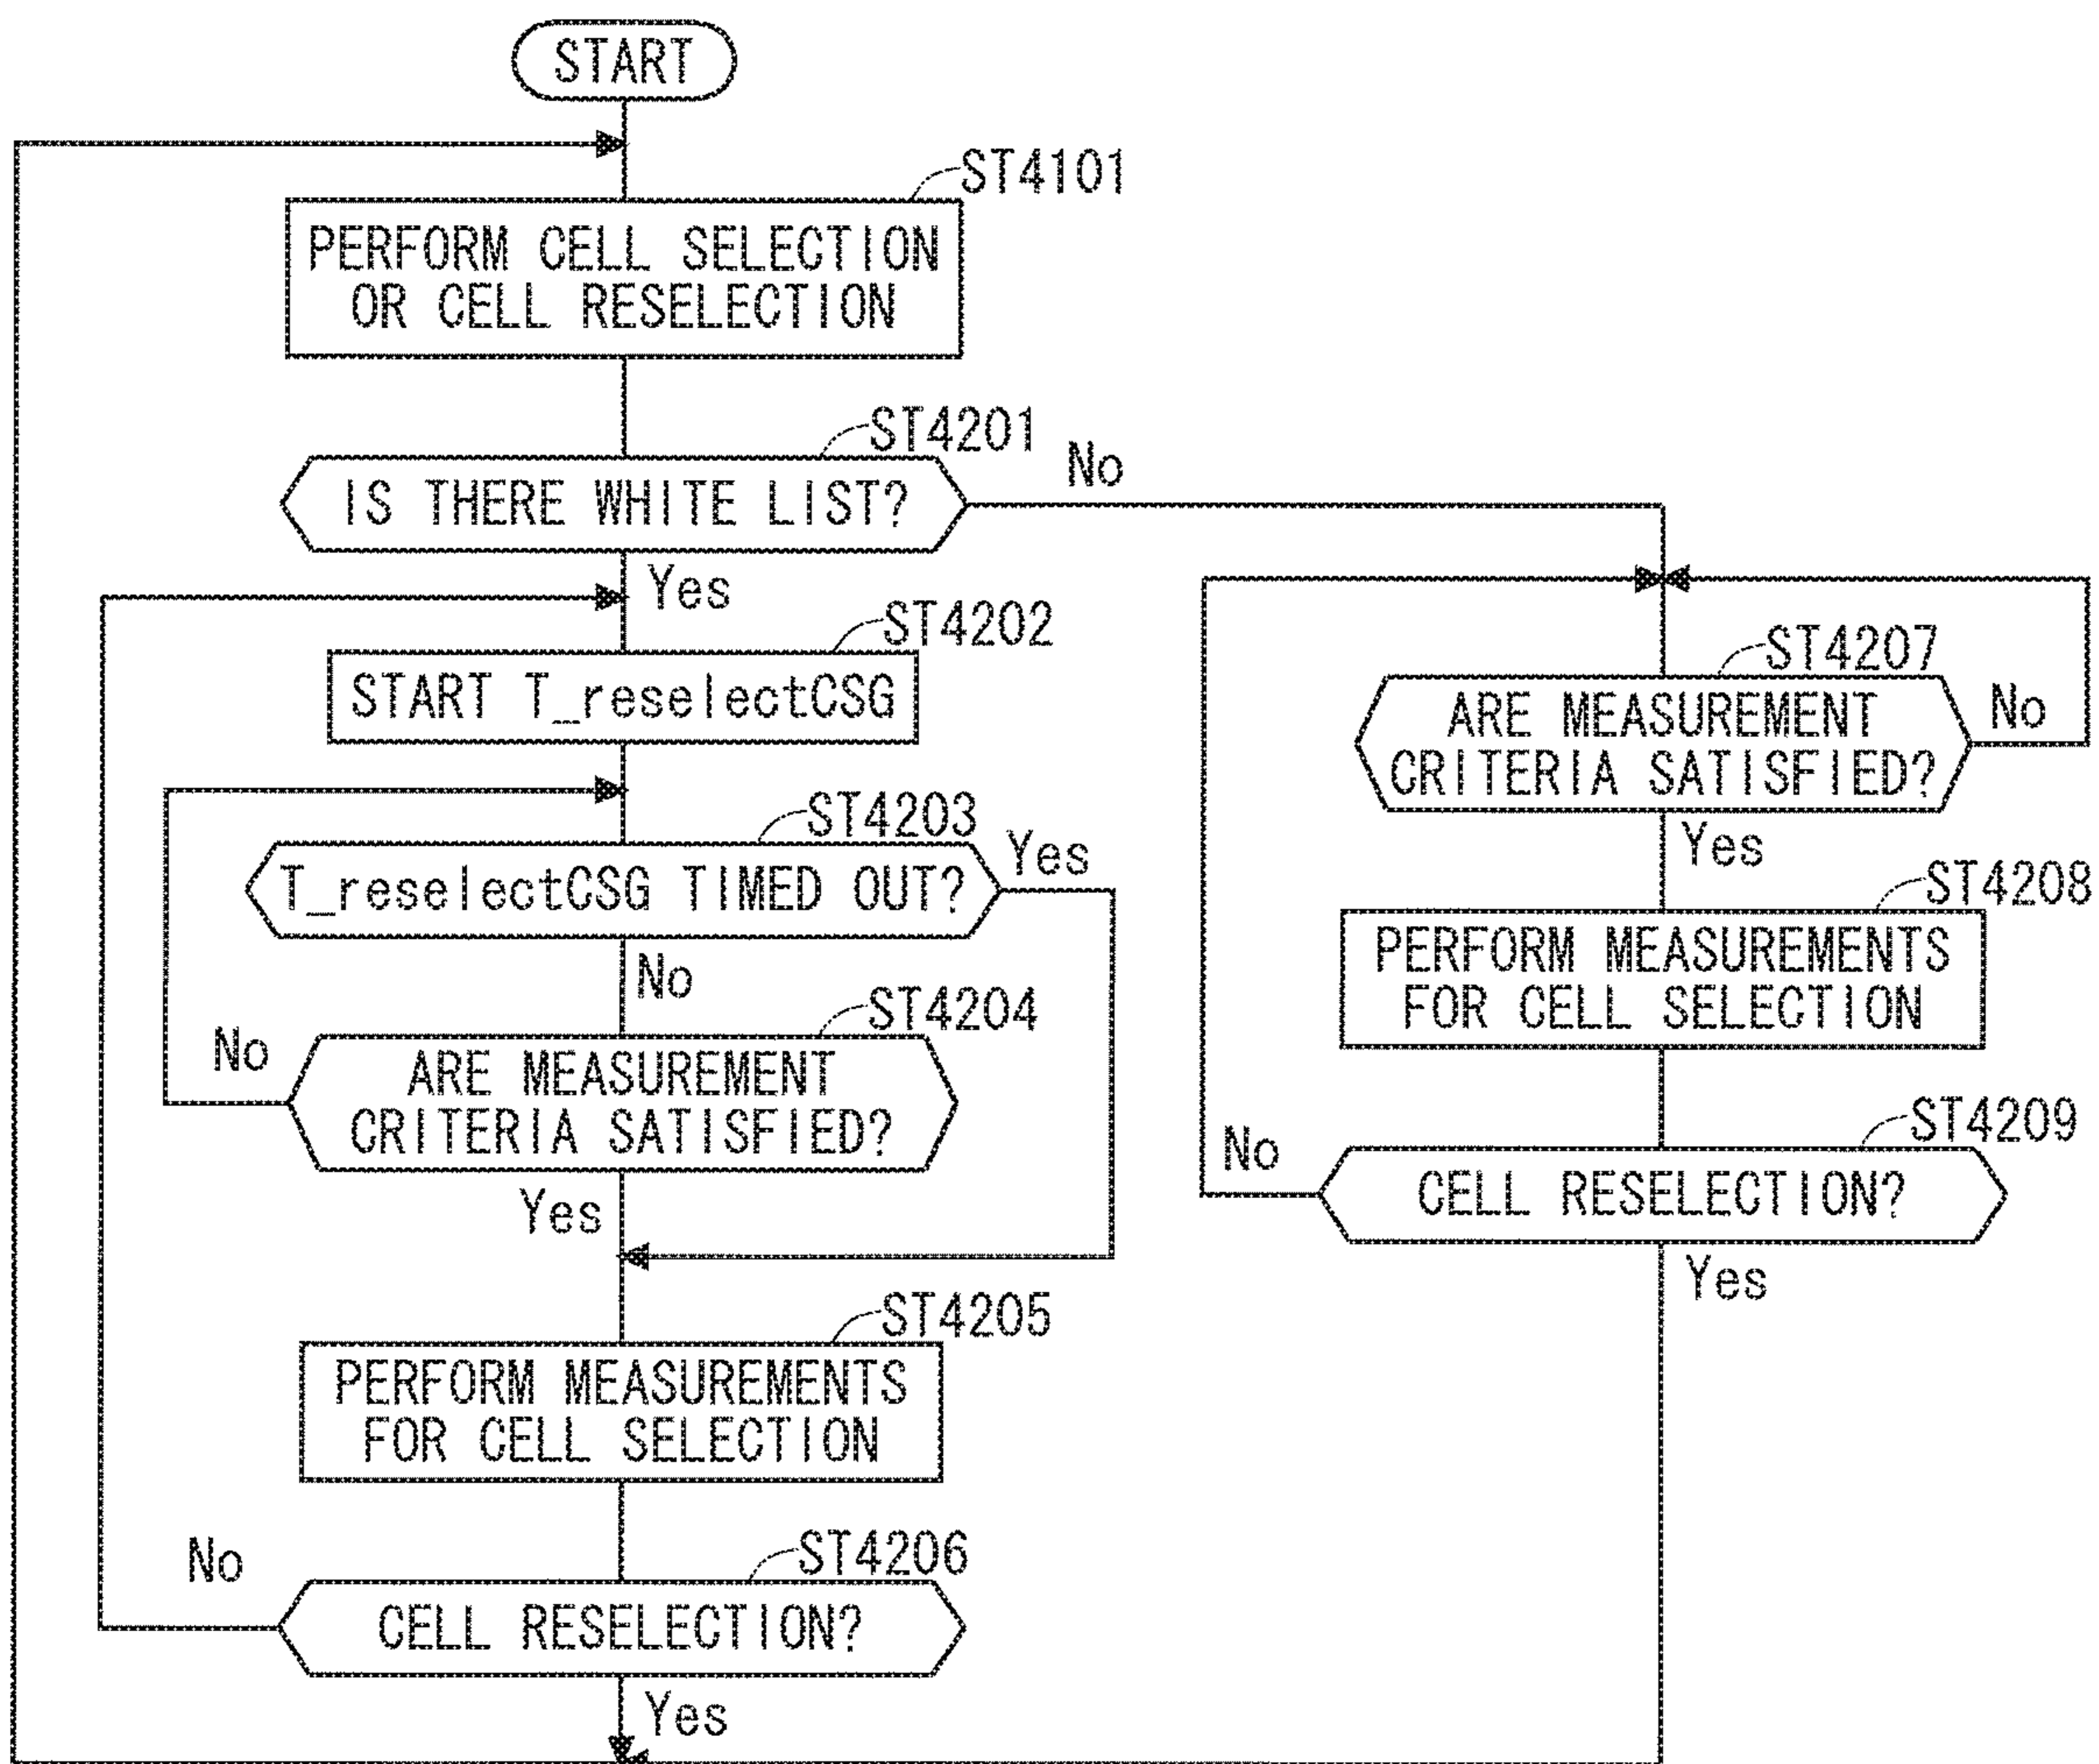 START
ST4101
PERFORM CELL SELECTION
OR CELL RESELECTION
ST4201
IS THERE WHITE LIST?
No
Yes
ST4202
START T_reselectCSG
ST4203
T_reselectCSG TIMED OUT?
Yes
No
ST4204
ARE MEASUREMENT
CRITERIA SATISFIED?
No
Yes
ST4205
PERFORM MEASUREMENTS
FOR CELL SELECTION
ST4206
CELL RESELECTION?
No
Yes
ST4207
ARE MEASUREMENT
CRITERIA SATISFIED?
No
Yes
ST4208
PERFORM MEASUREMENTS
FOR CELL SELECTION
ST4209
CELL RESELECTION?
No
Yes